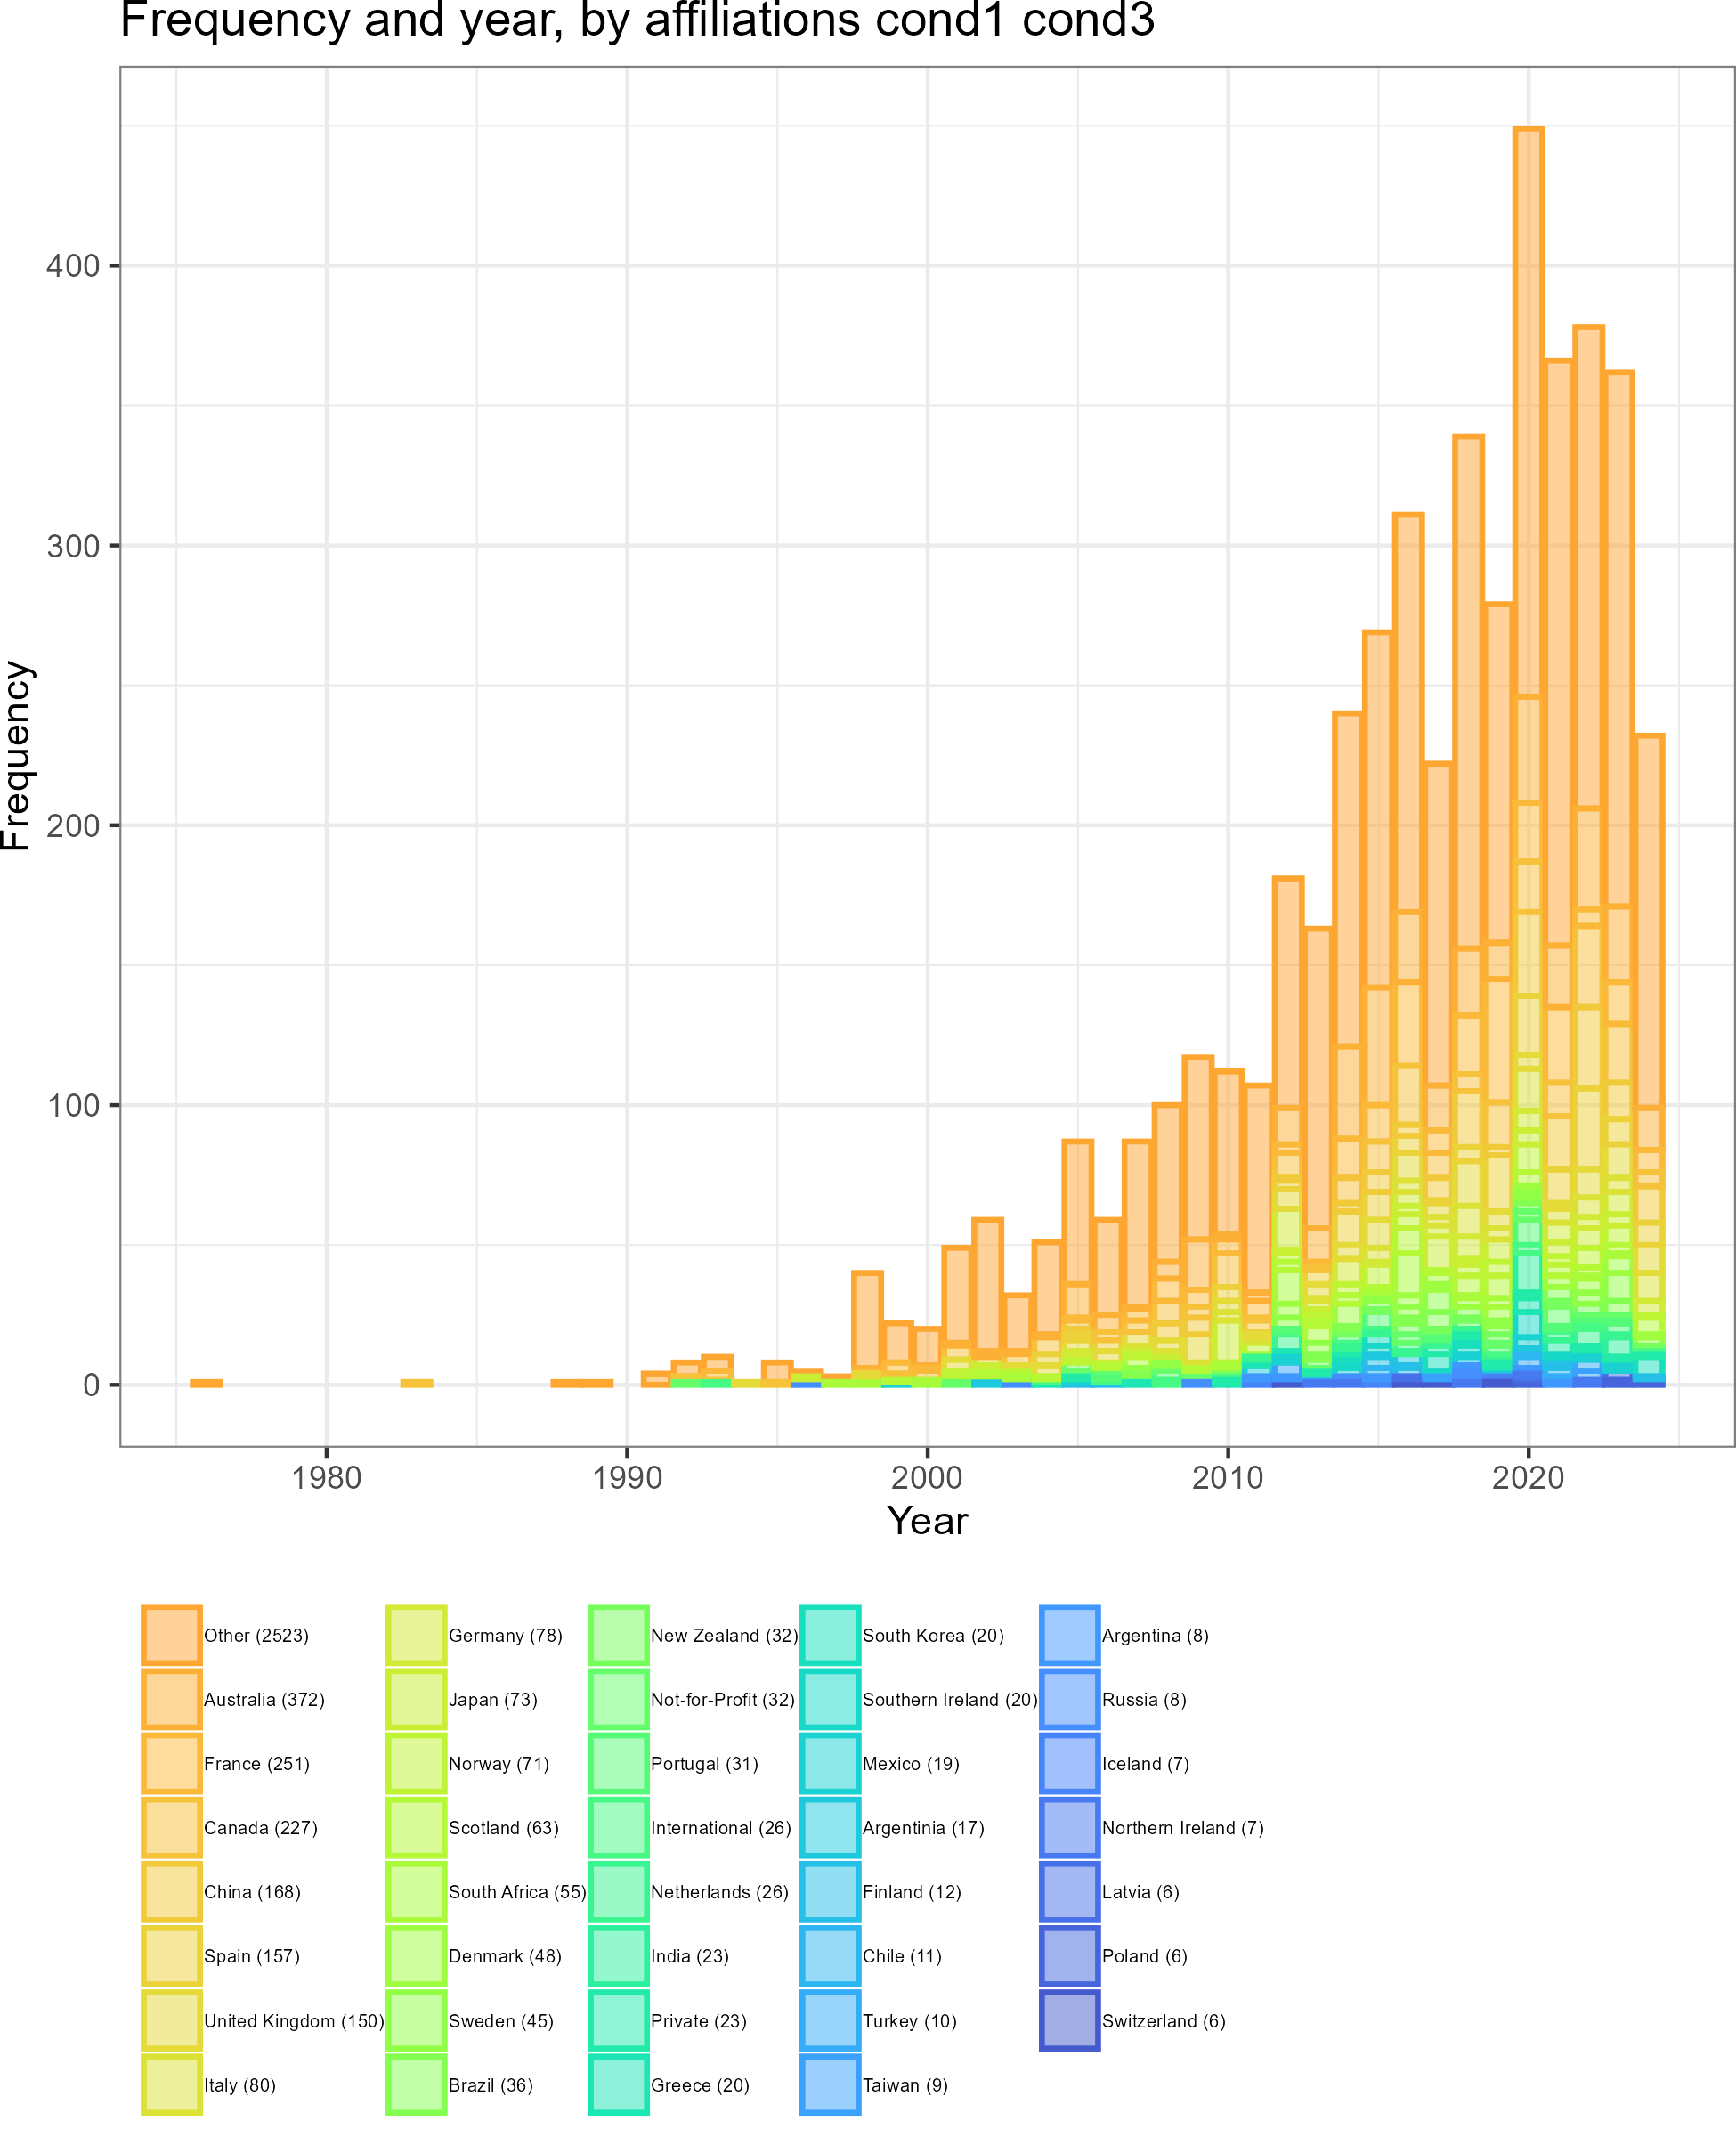 Frequency and year, by affiliations cond1 cond3
Frequency
400
300
200
100
0
1980 1990 2000 2010 2020
Year
Other (2523) Germany (78) New Zealand (32) South Korea (20) Argentina (8)
Australia (372) Japan (73) Not-for-Profit (32) Southern Ireland (20) Russia (8)
France (251) Norway (71) Portugal (31) Mexico (19) Iceland (7)
Canada (227) Scotland (63) International (26) Argentinia (17) Northern Ireland (7)
China (168) South Africa (55) Netherlands (26) Finland (12) Latvia (6)
Spain (157) Denmark (48) India (23) Chile (11) Poland (6)
United Kingdom (150) Sweden (45) Private (23) Turkey (10) Switzerland (6)
Italy (80) Brazil (36) Greece (20) Taiwan (9)